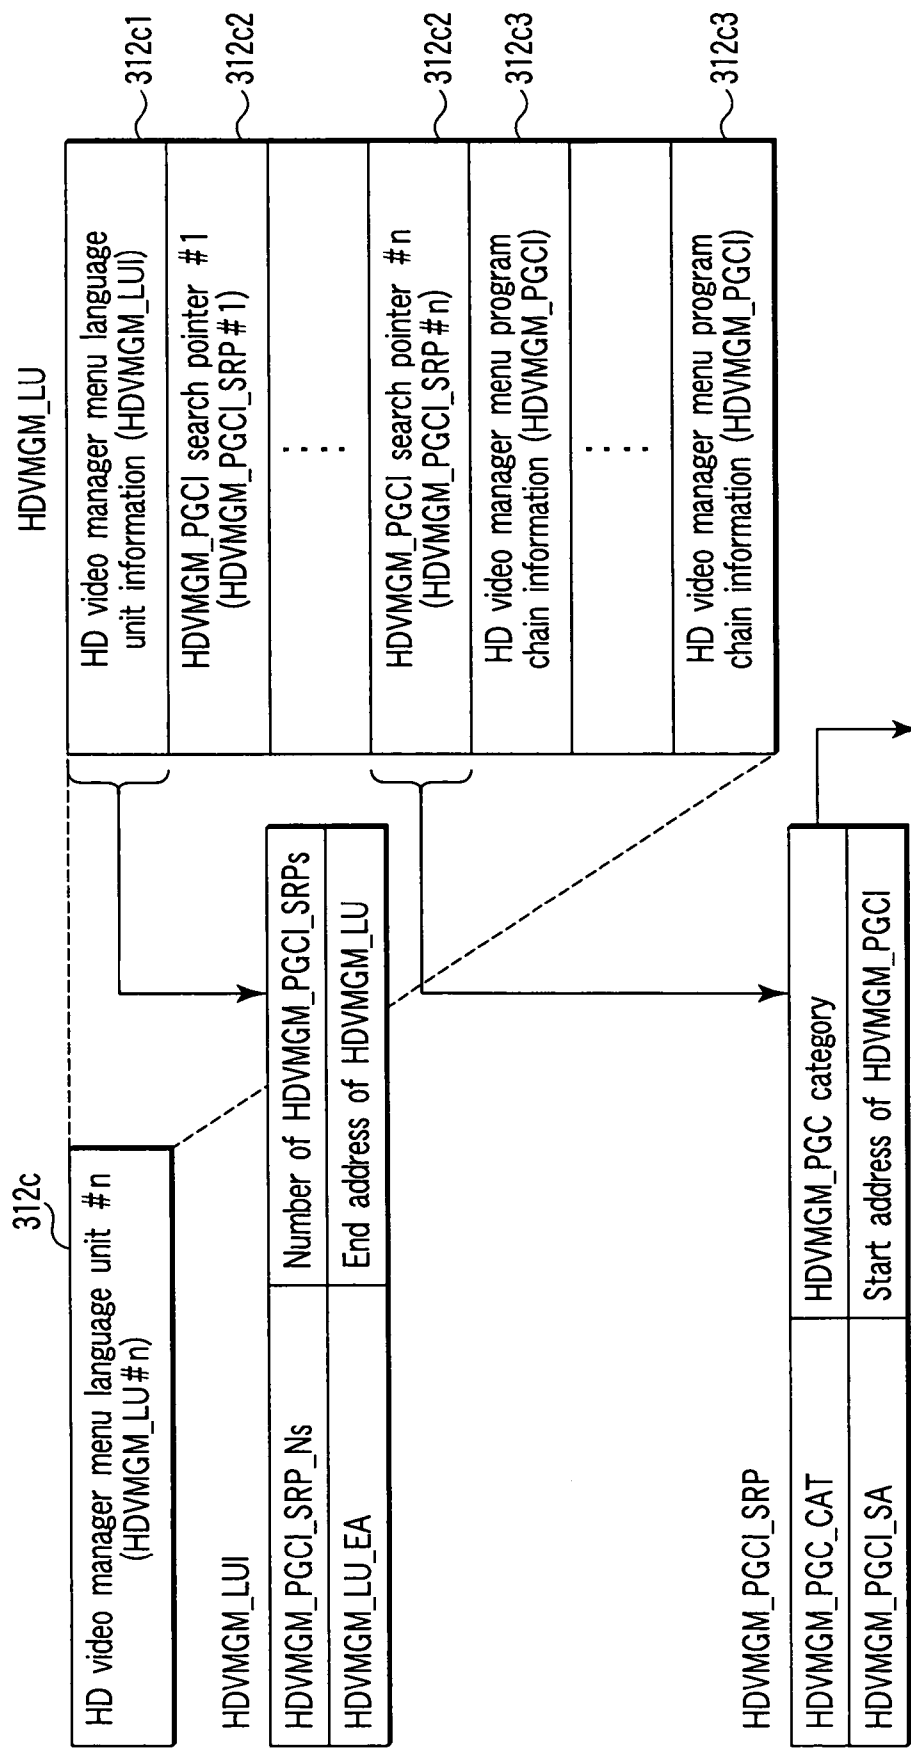 312c
HD video manager menu language unit #n
(HDVMGM_LU#n)
HDVMGM_LU
HD video manager menu language
unit information (HDVMGM_LUI)
312c1
HDVMGM_PGCI search pointer #1
(HDVMGM_PGCI_SRP#1)
312c2
.....
HDVMGM_PGCI search pointer #n
(HDVMGM_PGCI_SRP#n)
312c2
HD video manager menu program
chain information (HDVMGM_PGCI)
312c3
.....
HD video manager menu program
chain information (HDVMGM_PGCI)
312c3
HDVMGM_LUI
HDVMGM_PGCI_SRP_Ns
Number of HDVMGM_PGCI_SRPs
HDVMGM_LU_EA
End address of HDVMGM_LU
HDVMGM_PGCI_SRP
HDVMGM_PGC_CAT
HDVMGM_PGC category
HDVMGM_PGCI_SA
Start address of HDVMGM_PGCI